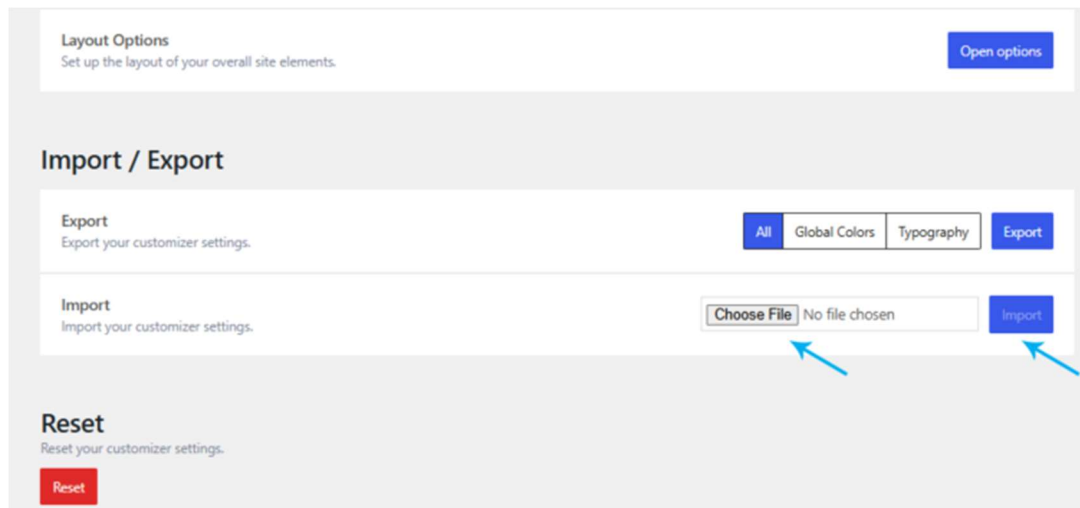 Layout Options
Set up the layout of your overall site elements.
Open options
Import / Export
Export
Export your customizer settings.
All Global Colors Typography Export
Import
Import your customizer settings.
Choose File No file chosen Import
Reset
Reset your customizer settings.
Reset